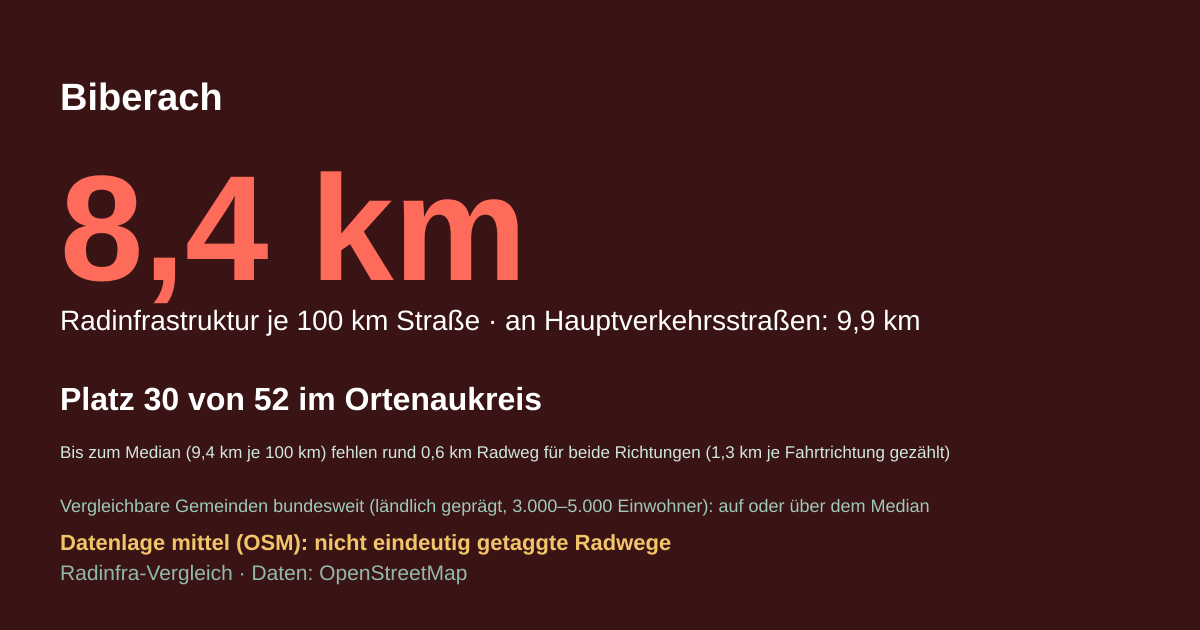 Biberach
8,4 km
Radinfrastruktur je 100 km Straße · an Hauptverkehrsstraßen: 9,9 km
Platz 30 von 52 im Ortenaukreis
Bis zum Median (9,4 km je 100 km) fehlen rund 0,6 km Radweg für beide Richtungen (1,3 km je Fahrtrichtung gezählt)
Vergleichbare Gemeinden bundesweit (ländlich geprägt, 3.000–5.000 Einwohner): auf oder über dem Median
Datenlage mittel (OSM): nicht eindeutig getaggte Radwege
Radinfra-Vergleich · Daten: OpenStreetMap